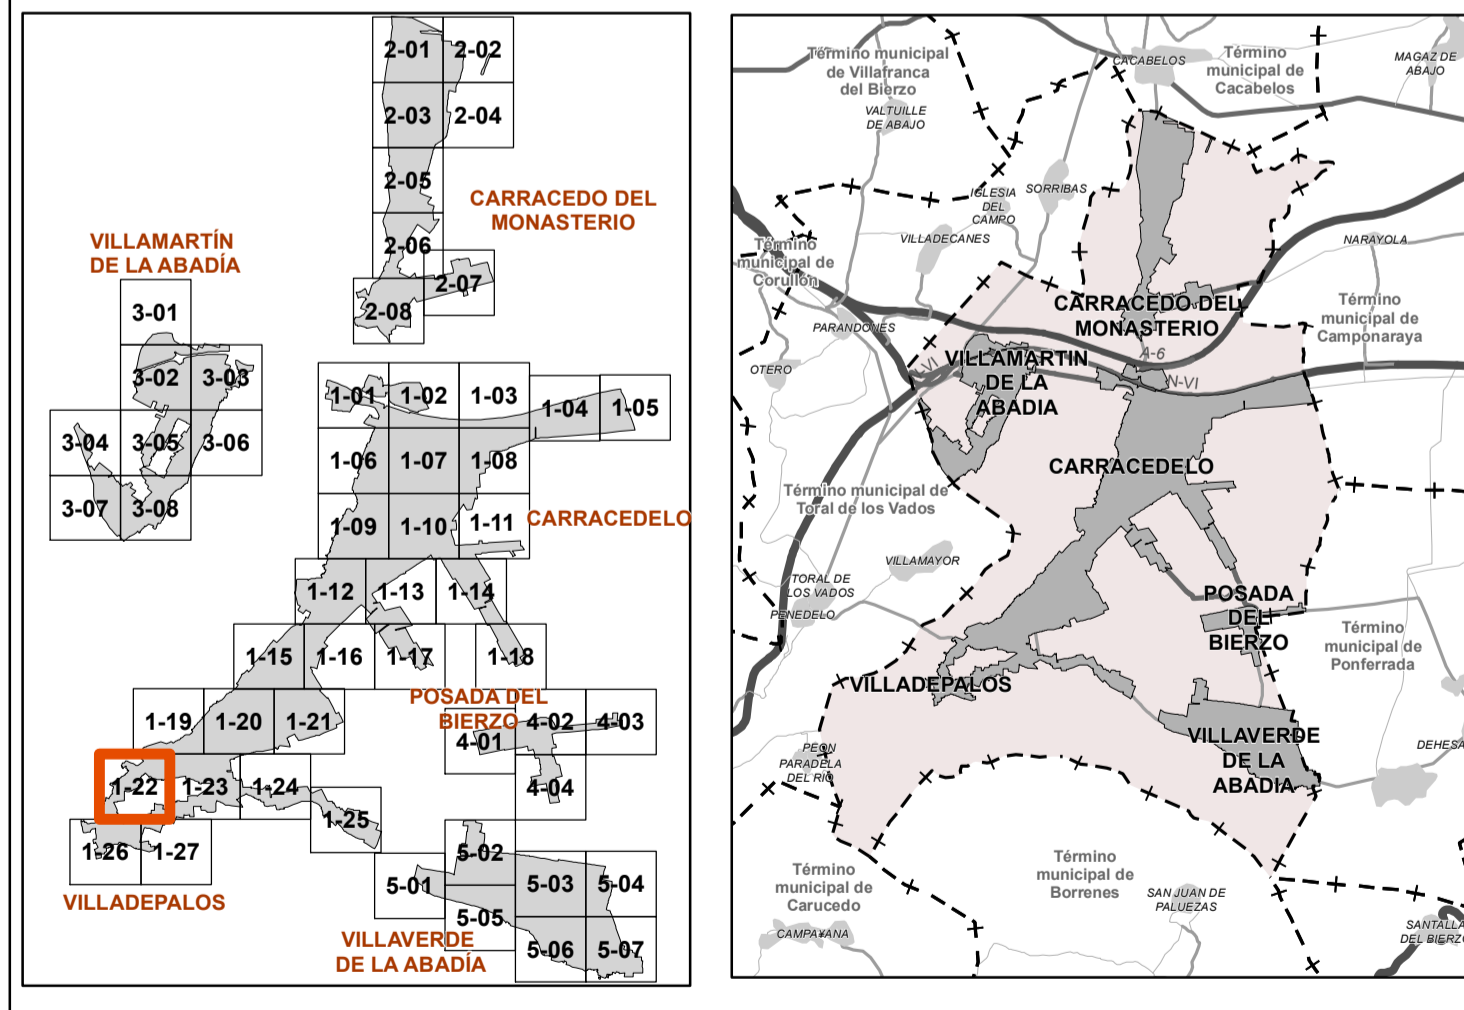 2-01
2-02
2-03
2-04
2-05
CARRACEDO DEL
MONASTERIO
2-06
2-07
2-08
VILLAMARTÍN
DE LA ABADÍA
3-01
3-02
3-03
3-04
3-05
3-06
3-07
3-08
1-01
1-02
1-03
1-04
1-05
1-06
1-07
1-08
1-09
1-10
1-11
CARRACEDELO
1-12
1-13
1-14
1-15
1-16
1-17
1-18
POSADA DEL
BIERZO
1-19
1-20
1-21
4-01
4-02
4-03
4-04
1-22
1-23
1-24
1-25
1-26
1-27
VILLADEPALOS
5-01
5-02
5-03
5-04
5-05
5-06
5-07
VILLAVERDE
DE LA ABADÍA
Término municipal
de Villafranca
del Bierzo
CACABELOS
Término
municipal de
Cacabelos
MAGAZ DE
ABAJO
VALTUILLE
DE ABAJO
IGLESIA
DEL
CAMPO
SORRIBAS
VILLADECANES
NARAYOLA
Término
municipal de
Corullón
CARRACEDO DEL
MONASTERIO
Término
municipal de
Camponaraya
PARANDONES
OTERO
A-6
N-VI
N-VI
VILLAMARTIN
DE LA
ABADIA
CARRACEDELO
Término municipal de
Toral de los Vados
VILLAMAYOR
TORAL DE
LOS VADOS
PENEDELO
POSADA
DEL
BIERZO
Término
municipal de
Ponferrada
VILLADEPALOS
VILLAVERDE
DE LA
ABADIA
PEON
PARADELA
DEL RÍO
DEHESA
Término
municipal de
Carucedo
Término
municipal de
Borrenes
SAN JUAN DE
PALUEZAS
CAMPA¥ANA
SANTALLA
DEL BIERZO